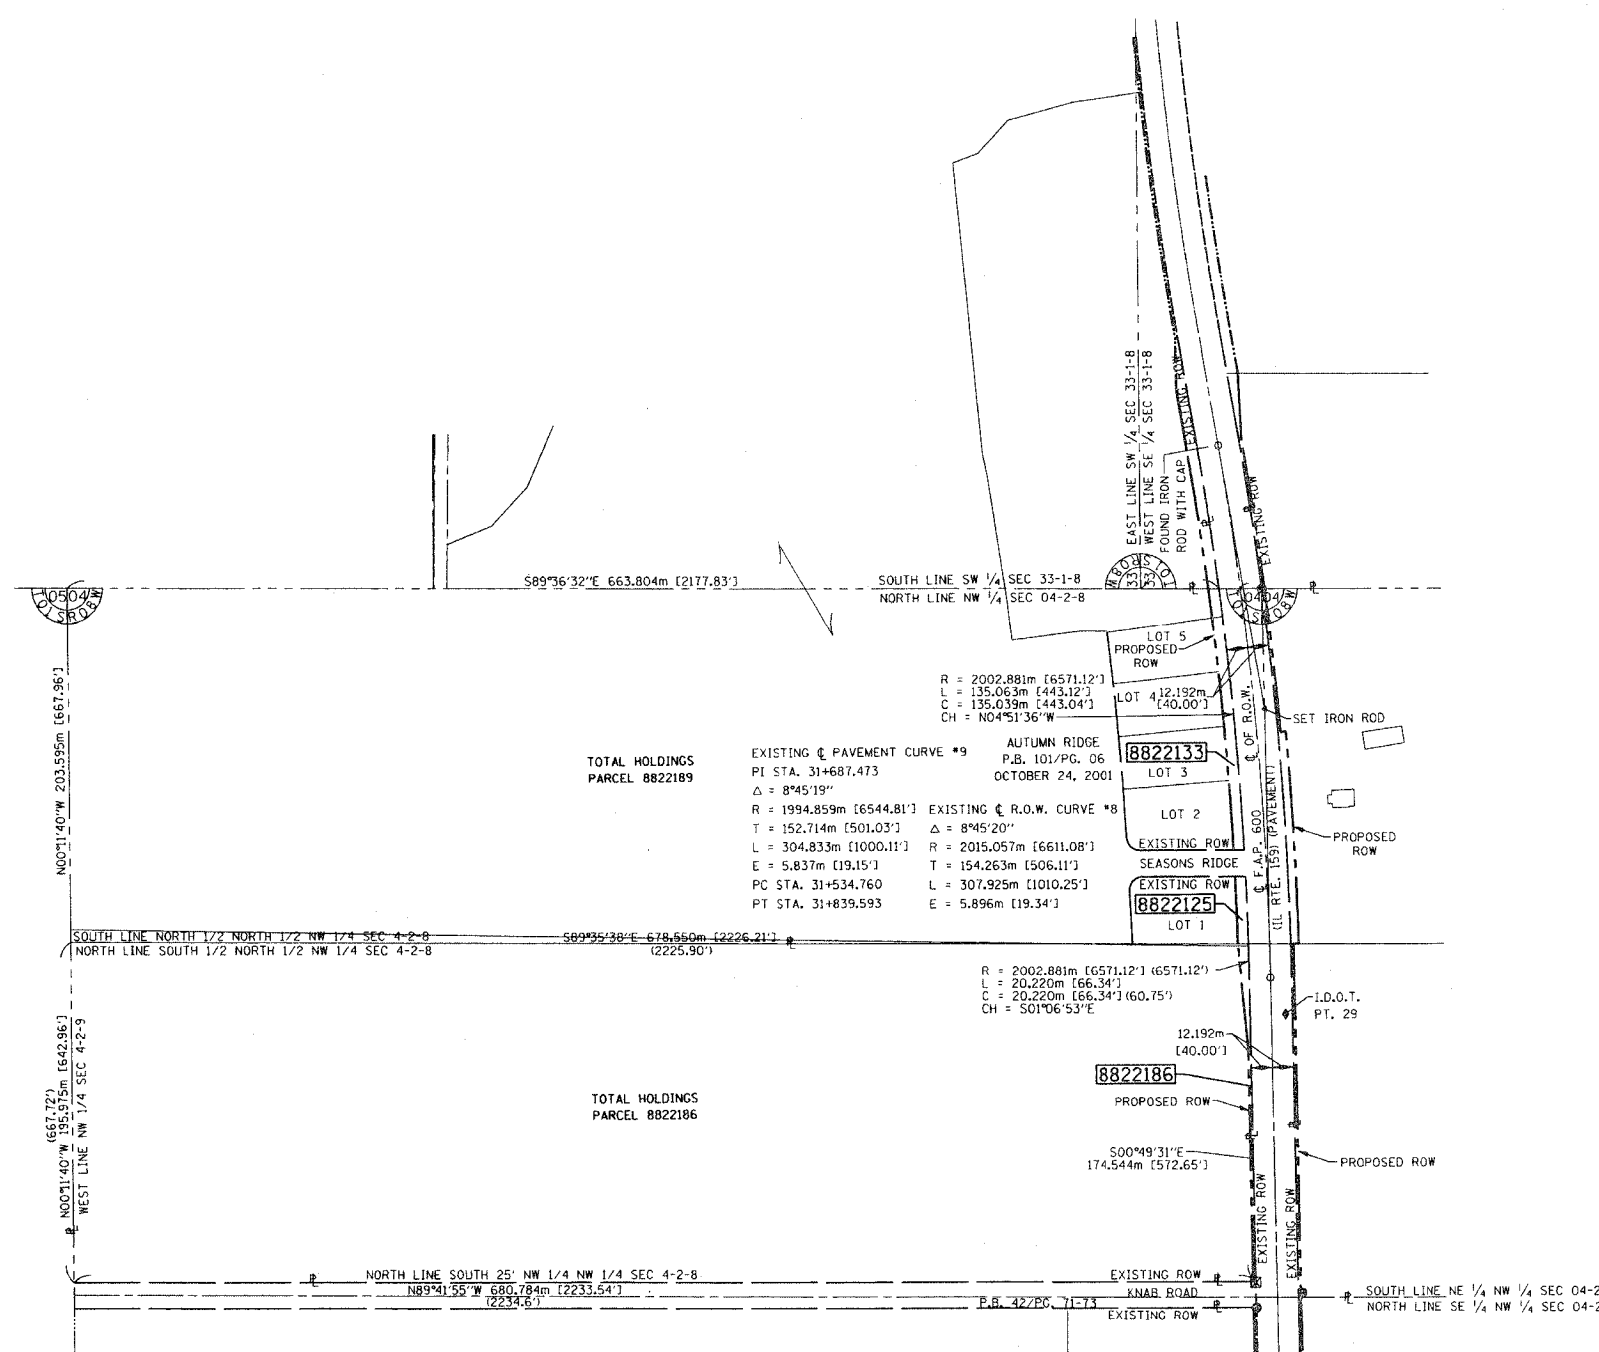 EAST LINE SW 1/4 SEC 33-1-8
WEST LINE SE 1/4 SEC 33-1-8
FOUND IRON
ROD WITH CAP
EXISTING ROW
EXISTING ROW
S89°36'32"E 663.804m [2177.83']
SOUTH LINE SW 1/4 SEC 33-1-8
NORTH LINE NW 1/4 SEC 04-2-8
0504
T01SR08W
T01SR08W
33 33
0404
N00°11'40"W 203.595m [667.96']
LOT 5
PROPOSED
ROW
R = 2002.881m [6571.12']
L = 135.063m [443.12']
C = 135.039m [443.04']
CH = N04°51'36"W
LOT 4
12.192m
[40.00']
℄ OF R.O.W.
SET IRON ROD
TOTAL HOLDINGS
PARCEL 8822189
AUTUMN RIDGE
P.B. 101/PG. 06
OCTOBER 24, 2001
8822133
LOT 3
LOT 2
EXISTING ℄ PAVEMENT CURVE #9
PI STA. 31+687.473
Δ = 8°45'19"
R = 1994.859m [6544.81']
T = 152.714m [501.03']
L = 304.833m [1000.11']
E = 5.837m [19.15']
PC STA. 31+534.760
PT STA. 31+839.593
EXISTING ℄ R.O.W. CURVE #8
Δ = 8°45'20"
R = 2015.057m [6611.08']
T = 154.263m [506.11']
L = 307.925m [1010.25']
E = 5.896m [19.34']
EXISTING ROW
SEASONS RIDGE
EXISTING ROW
8822125
LOT 1
℄ F.A.P. 600
(IL RTE. 159) (PAVEMENT)
PROPOSED
ROW
SOUTH LINE NORTH 1/2 NORTH 1/2 NW 1/4 SEC 4-2-8
NORTH LINE SOUTH 1/2 NORTH 1/2 NW 1/4 SEC 4-2-8
S89°35'38"E 678.550m [2226.21']
(2225.90')
R = 2002.881m [6571.12'] (6571.12')
L = 20.220m [66.34']
C = 20.220m [66.34'] (60.75')
CH = S01°06'53"E
I.D.O.T.
PT. 29
12.192m
[40.00']
8822186
PROPOSED ROW
(667.72')
N00°11'40"W 195.975m [642.96']
WEST LINE NW 1/4 SEC 4-2-9
TOTAL HOLDINGS
PARCEL 8822186
S00°49'31"E
174.544m [572.65']
PROPOSED ROW
EXISTING ROW
EXISTING ROW
NORTH LINE SOUTH 25' NW 1/4 NW 1/4 SEC 4-2-8
N89°41'55"W 680.784m [2233.54']
(2234.6')
P.B. 42/PG. 71-73
EXISTING ROW
KNAB ROAD
EXISTING ROW
SOUTH LINE NE 1/4 NW 1/4 SEC 04-2
NORTH LINE SE 1/4 NW 1/4 SEC 04-2